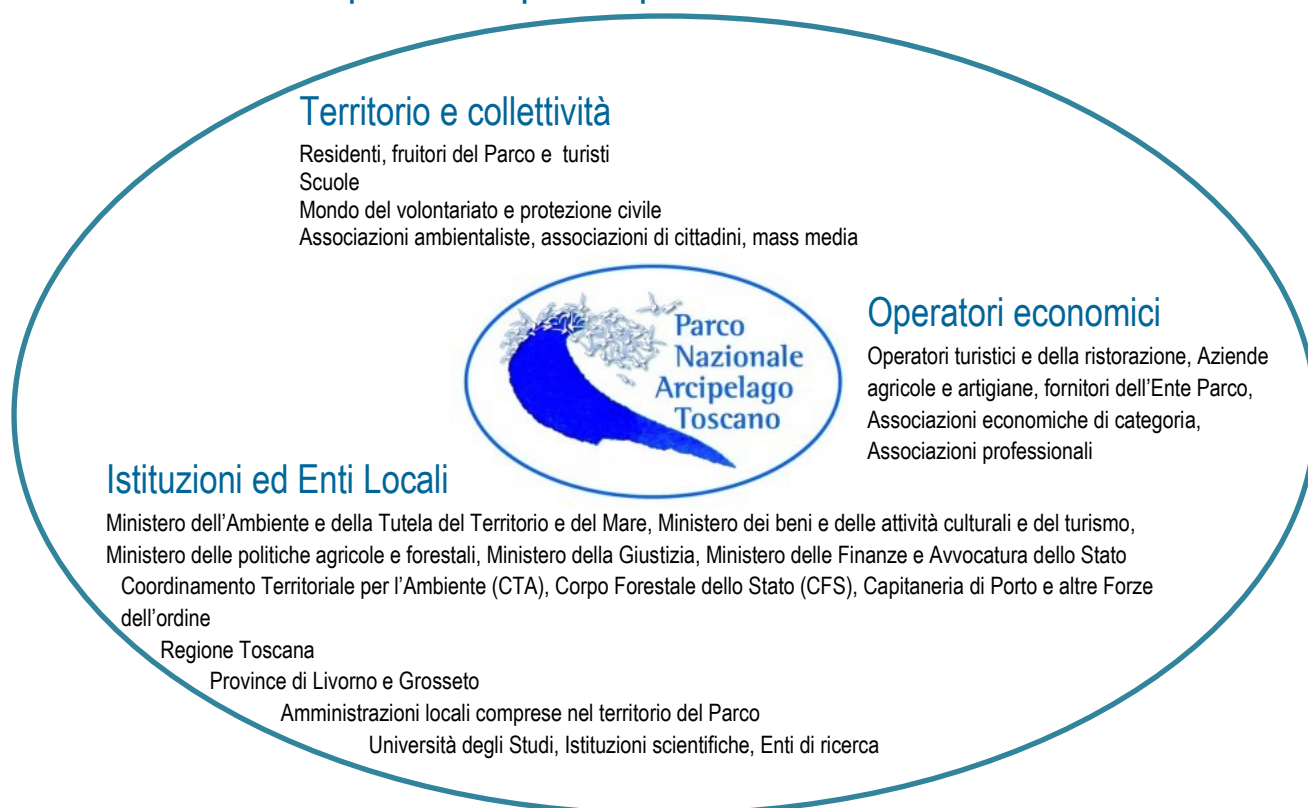 Territorio e collettività
Residenti, fruitori del Parco e turisti
Scuole
Mondo del volontariato e protezione civile
Associazioni ambientaliste, associazioni di cittadini, mass media
Parco
Nazionale
Arcipelago
Toscano
Operatori economici
Operatori turistici e della ristorazione, Aziende
agricole e artigiane, fornitori dell’Ente Parco,
Associazioni economiche di categoria,
Associazioni professionali
Istituzioni ed Enti Locali
Ministero dell’Ambiente e della Tutela del Territorio e del Mare, Ministero dei beni e delle attività culturali e del turismo,
Ministero delle politiche agricole e forestali, Ministero della Giustizia, Ministero delle Finanze e Avvocatura dello Stato
Coordinamento Territoriale per l’Ambiente (CTA), Corpo Forestale dello Stato (CFS), Capitaneria di Porto e altre Forze
dell’ordine
Regione Toscana
Province di Livorno e Grosseto
Amministrazioni locali comprese nel territorio del Parco
Università degli Studi, Istituzioni scientifiche, Enti di ricerca